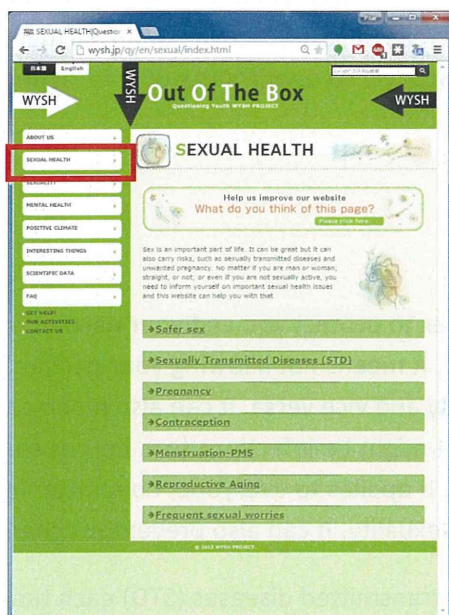 SEXUAL HEALTH|Question
wysh.jp/qy/en/sexual/index.html
日本語 English
WYSH
WYSH
Out Of The Box
Questioning Youth WYSH PROJECT
WYSH
ABOUT US
SEXUAL HEALTH
SEXUALITY
MENTAL HEALTH
POSITIVE CLIMATE
INTERESTING THINGS
SCIENTIFIC DATA
FAQ
GET HELP!
OUR ACTIVITIES
CONTACT US
SEXUAL HEALTH
Help us improve our website
What do you think of this page?
Please click here
Sex is an important part of life. It can be great but it can
also carry risks, such as sexually transmitted diseases and
unwanted pregnancy. No matter if you are man or woman,
straight, or not, or even if you are not sexually active, you
need to inform yourself on important sexual health issues
and this website can help you with that
Safer sex
Sexually Transmitted Diseases (STD)
Pregnancy
Contraception
Menstruation-PMS
Reproductive Aging
Frequent sexual worries
© 2013 WYSH PROJECT.